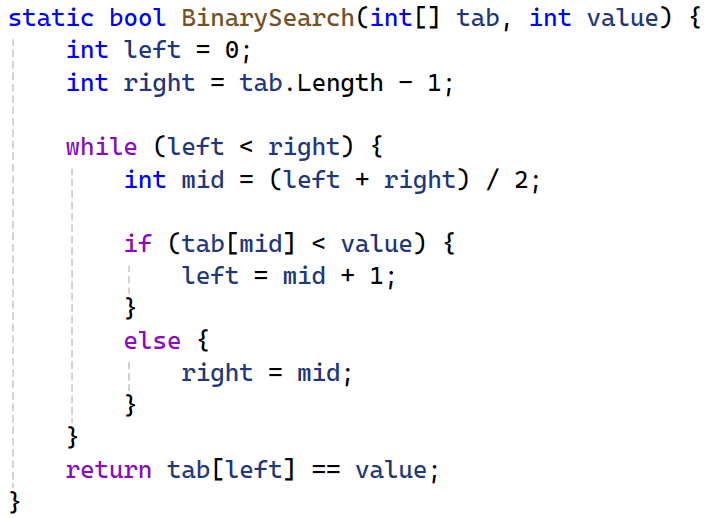 static bool BinarySearch(int[] tab, int value) {
    int left = 0;
    int right = tab.Length - 1;

    while (left < right) {
        int mid = (left + right) / 2;

        if (tab[mid] < value) {
            left = mid + 1;
        }
        else {
            right = mid;
        }
    }
    return tab[left] == value;
}